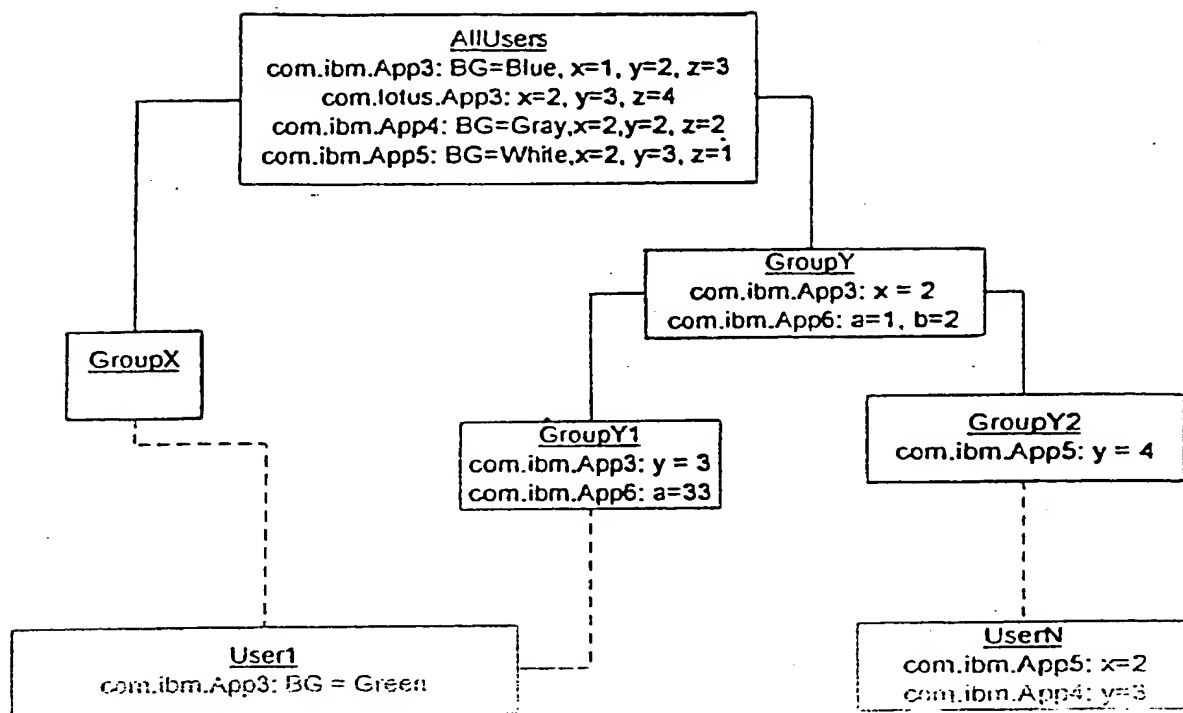 AllUsers
com.ibm.App3: BG=Blue, x=1, y=2, z=3
com.lotus.App3: x=2, y=3, z=4
com.ibm.App4: BG=Gray,x=2,y=2, z=2
com.ibm.App5: BG=White,x=2, y=3, z=1
GroupY
com.ibm.App3: x = 2
com.ibm.App6: a=1, b=2
GroupX
GroupY1
com.ibm.App3: y = 3
com.ibm.App6: a=33
GroupY2
com.ibm.App5: y = 4
User1
com.ibm.App3: BG = Green
UserN
com.ibm.App5: x=2
com.ibm.App4: y=3